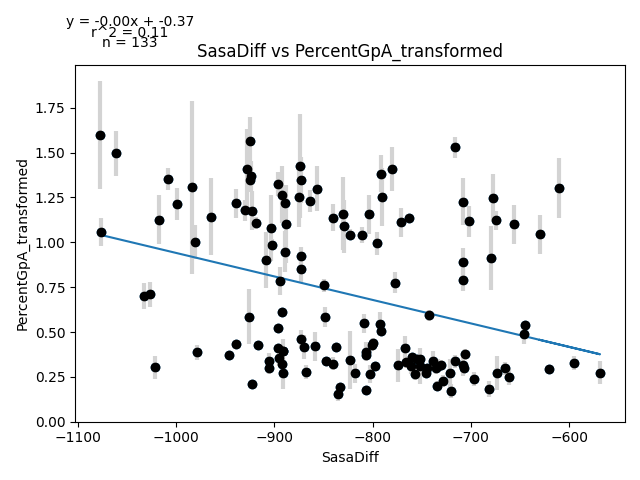 y = -0.00x + -0.37
r^2 = 0.11
n = 133
SasaDiff vs PercentGpA_transformed
PercentGpA_transformed
1.75
1.50
1.25
1.00
0.75
0.50
0.25
0.00
−1100 −1000 −900 −800 −700 −600
SasaDiff